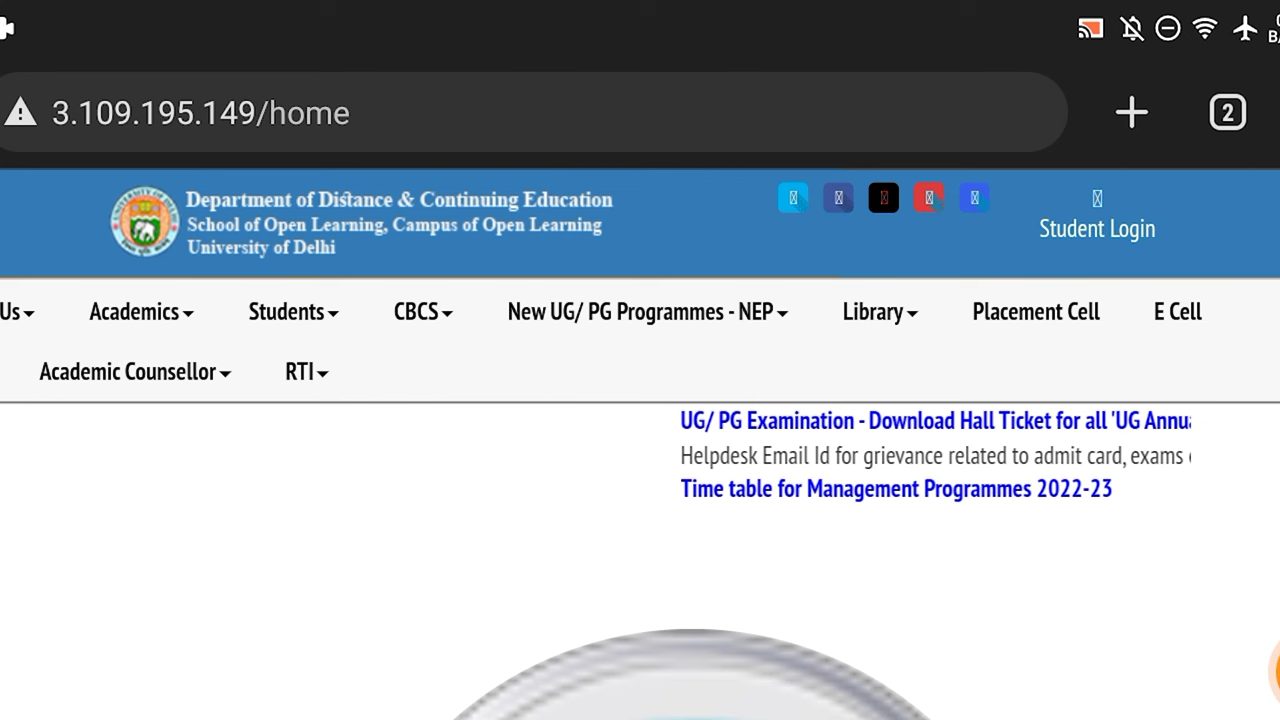 3.109.195.149/home
2
Department of Distance & Continuing Education
School of Open Learning, Campus of Open Learning
University of Delhi
Student Login
Us
Academics
Students
CBCS
New UG/ PG Programmes - NEP
Library
Placement Cell
E Cell
Academic Counsellor
RTI
UG/ PG Examination - Download Hall Ticket for all 'UG Annua
Helpdesk Email Id for grievance related to admit card, exams
Time table for Management Programmes 2022-23